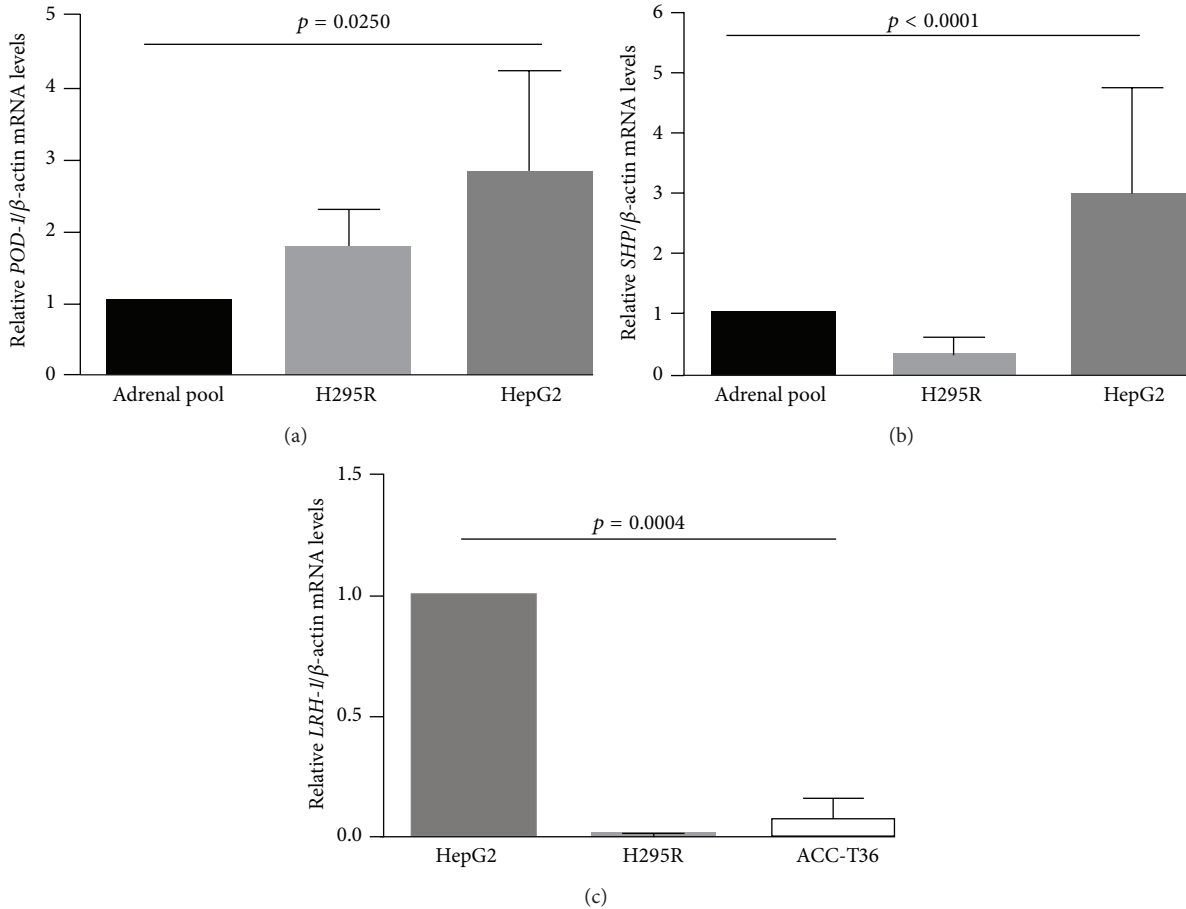 Relative POD-1/β-actin mRNA levels
5
4
3
2
1
0
p = 0.0250
Adrenal pool
H295R
HepG2
(a)
Relative SHP/β-actin mRNA levels
6
5
4
3
2
1
0
p < 0.0001
Adrenal pool
H295R
HepG2
(b)
Relative LRH-1/β-actin mRNA levels
1.5
1.0
0.5
0.0
p = 0.0004
HepG2
H295R
ACC-T36
(c)